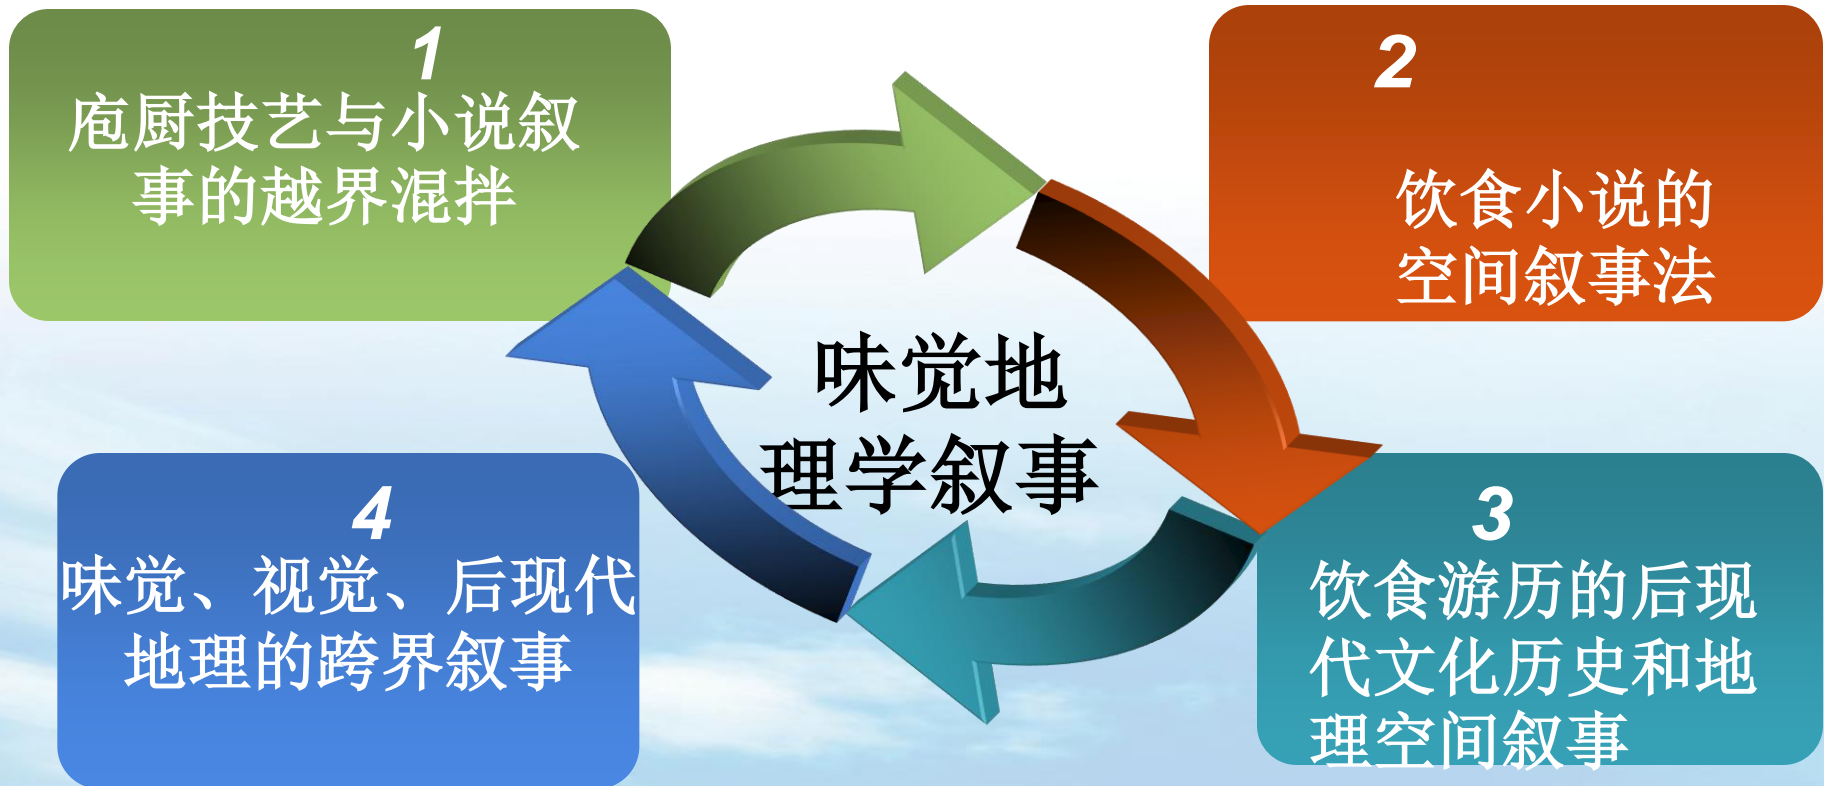 1
庖厨技艺与小说叙
事的越界混拌
2
饮食小说的
空间叙事法
味觉地
理学叙事
3
饮食游历的后现
代文化历史和地
理空间叙事
4
味觉、视觉、后现代
地理的跨界叙事